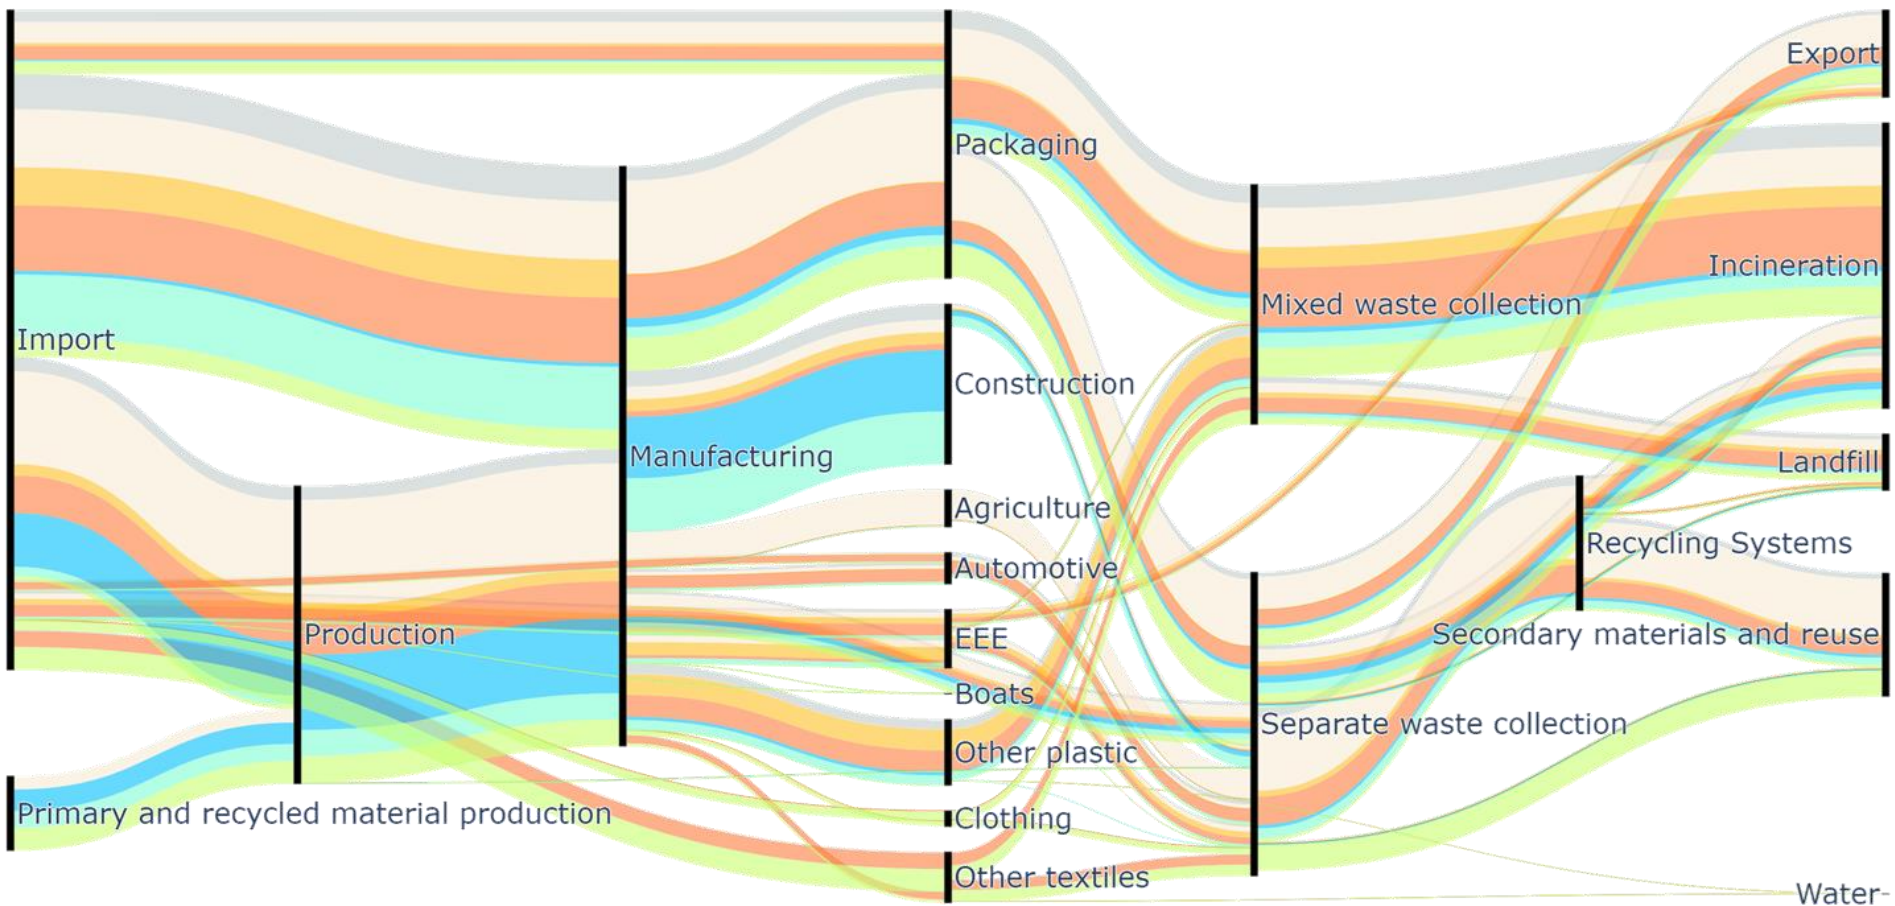 Import
Primary and recycled material production
Production
Manufacturing
Packaging
Construction
Agriculture
Automotive
EEE
Boats
Other plastic
Clothing
Other textiles
Mixed waste collection
Separate waste collection
Recycling Systems
Export
Incineration
Landfill
Secondary materials and reuse
Water